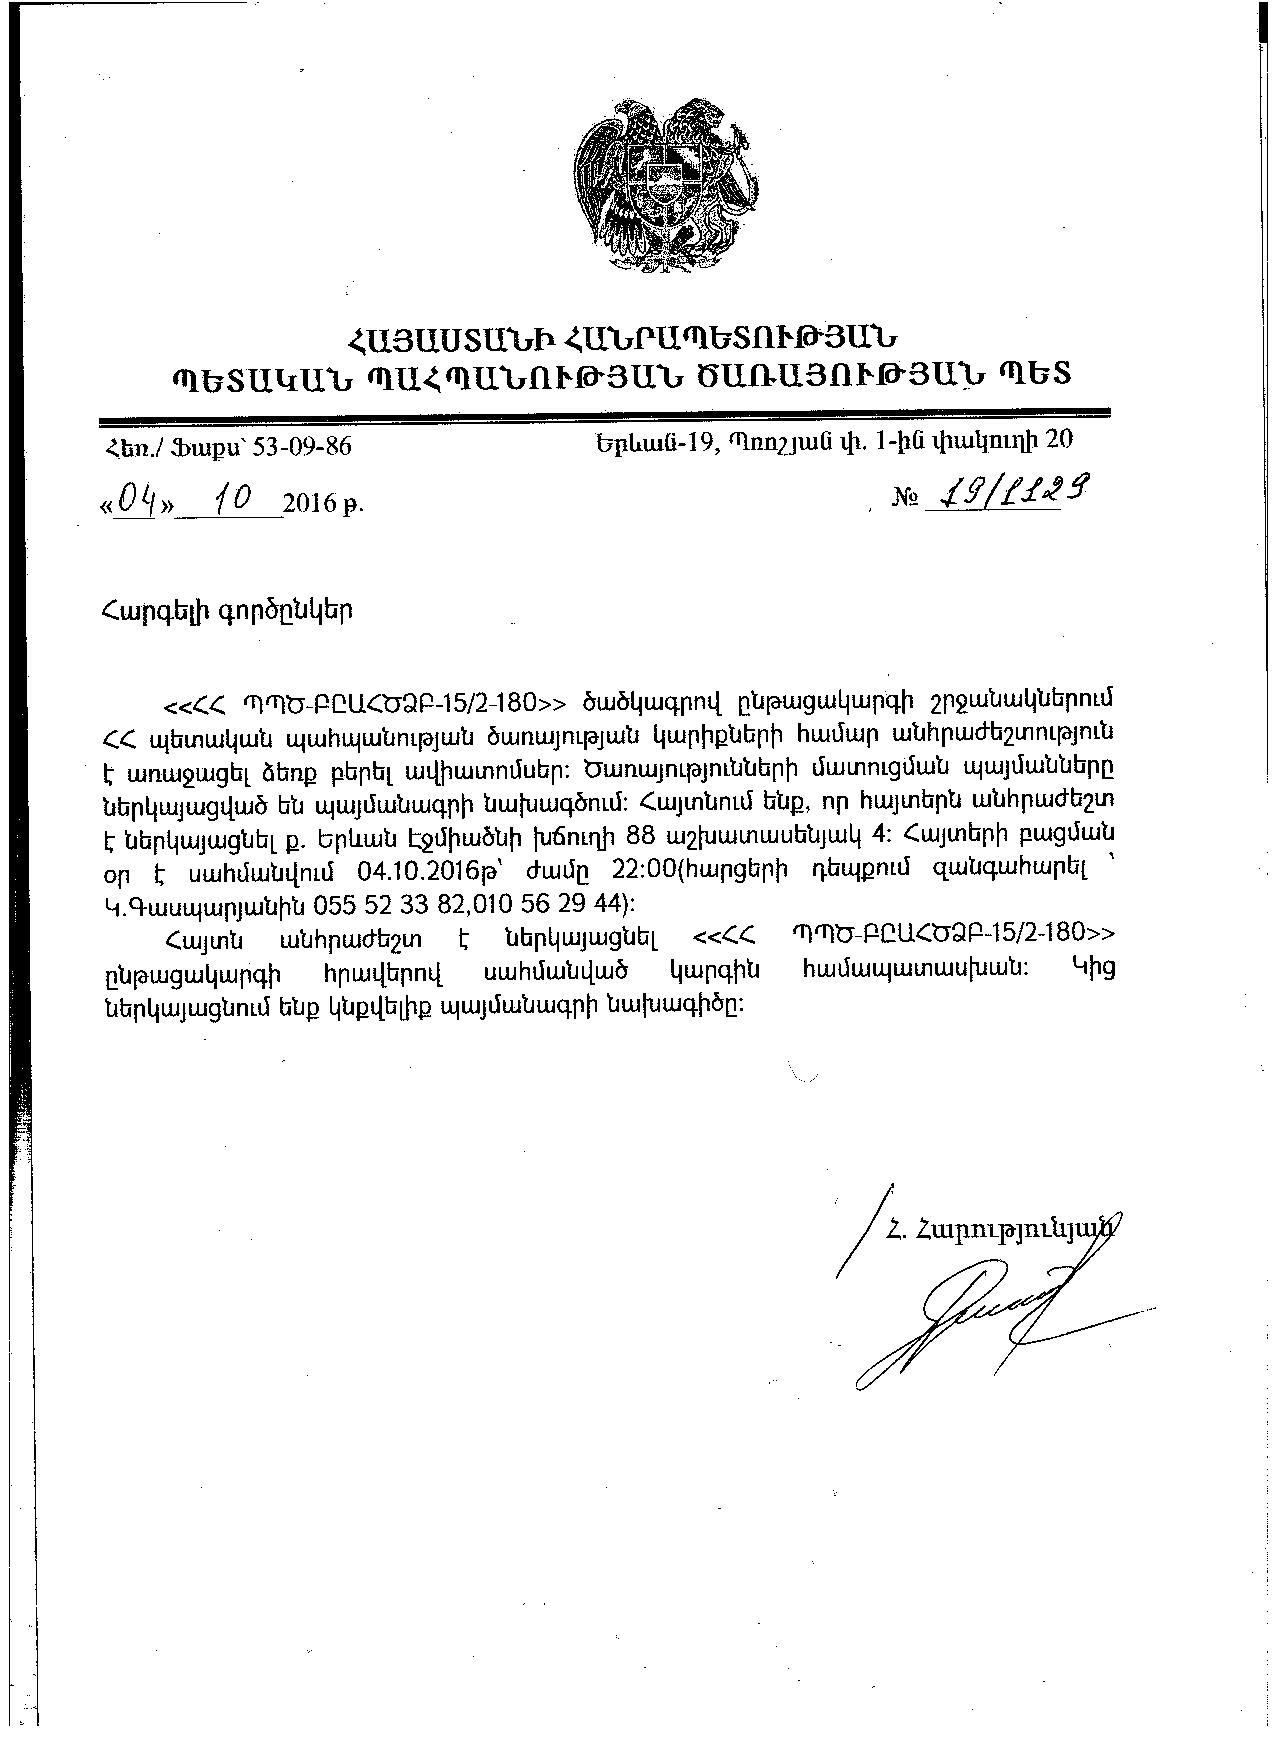 ՀԱՅԱՍՏԱՆԻ ՀԱՆՐԱՊԵՏՈՒԹՅԱՆ
ՊԵՏԱԿԱՆ ՊԱՀՊԱՆՈՒԹՅԱՆ ԾԱՌԱՅՈՒԹՅԱՆ ՊԵՏ
Հեռ./ Ֆաքս՝ 53-09-86 Երևան-19, Պռոշյան փ. 1-ին փակուղի 20
«04» 10 2016 թ. № 19/1129
Հարգելի գործընկեր
<<ՀՀ ՊՊԾ-ԲԸԱՀԾՁԲ-15/2-180>> ծածկագրով ընթացակարգի շրջանակներում
ՀՀ պետական պահպանության ծառայության կարիքների համար անհրաժեշտություն
է առաջացել ձեռք բերել ավիատոմսեր: Ծառայությունների մատուցման պայմանները
ներկայացված են պայմանագրի նախագծում: Հայտնում ենք, որ հայտերն անհրաժեշտ
է ներկայացնել ք. Երևան Էջմիածնի խճուղի 88 աշխատասենյակ 4: Հայտերի բացման
օր է սահմանվում 04.10.2016թ՝ ժամը 22:00(հարցերի դեպքում զանգահարել ՝
Կ.Գասպարյանին 055 52 33 82,010 56 29 44):
Հայտն անհրաժեշտ է ներկայացնել <<ՀՀ ՊՊԾ-ԲԸԱՀԾՁԲ-15/2-180>>
ընթացակարգի հրավերով սահմանված կարգին համապատասխան: Կից
ներկայացնում ենք կնքվելիք պայմանագրի նախագիծը:
Հ. Հարությունյան